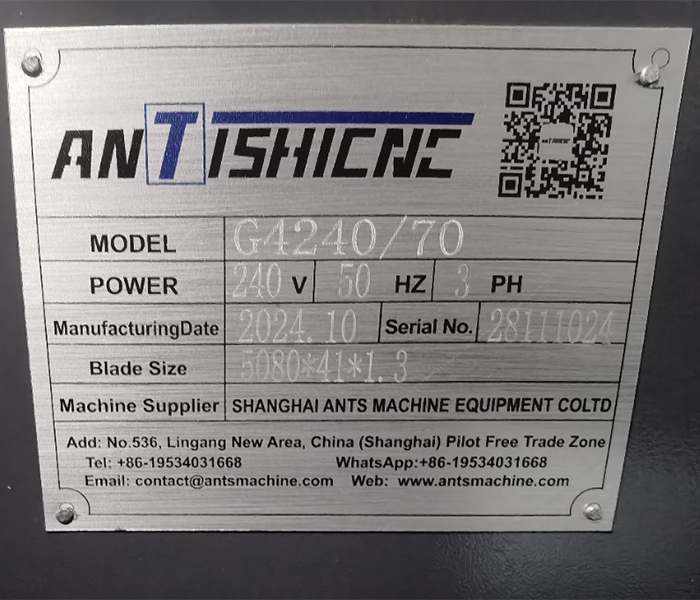 ANTISHICNC
MODEL G4240/70
POWER 240 V 50 HZ 3 PH
ManufacturingDate 2024.10 Serial No. 28111024
Blade Size 5080*41*1.3
Machine Supplier SHANGHAI ANTS MACHINE EQUIPMENT COLTD
Add: No.536, Lingang New Area, China (Shanghai) Pilot Free Trade Zone
Tel: +86-19534031668 WhatsApp:+86-19534031668
Email: contact@antsmachine.com Web: www.antsmachine.com